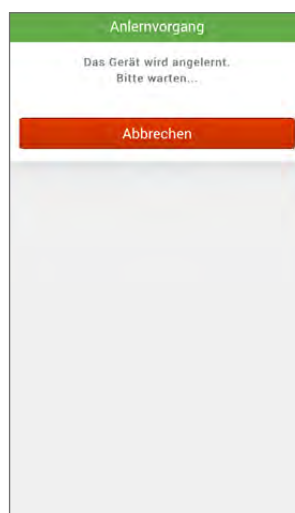 Anlernvorgang
Das Gerät wird angelernt.
Bitte warten...
Abbrechen